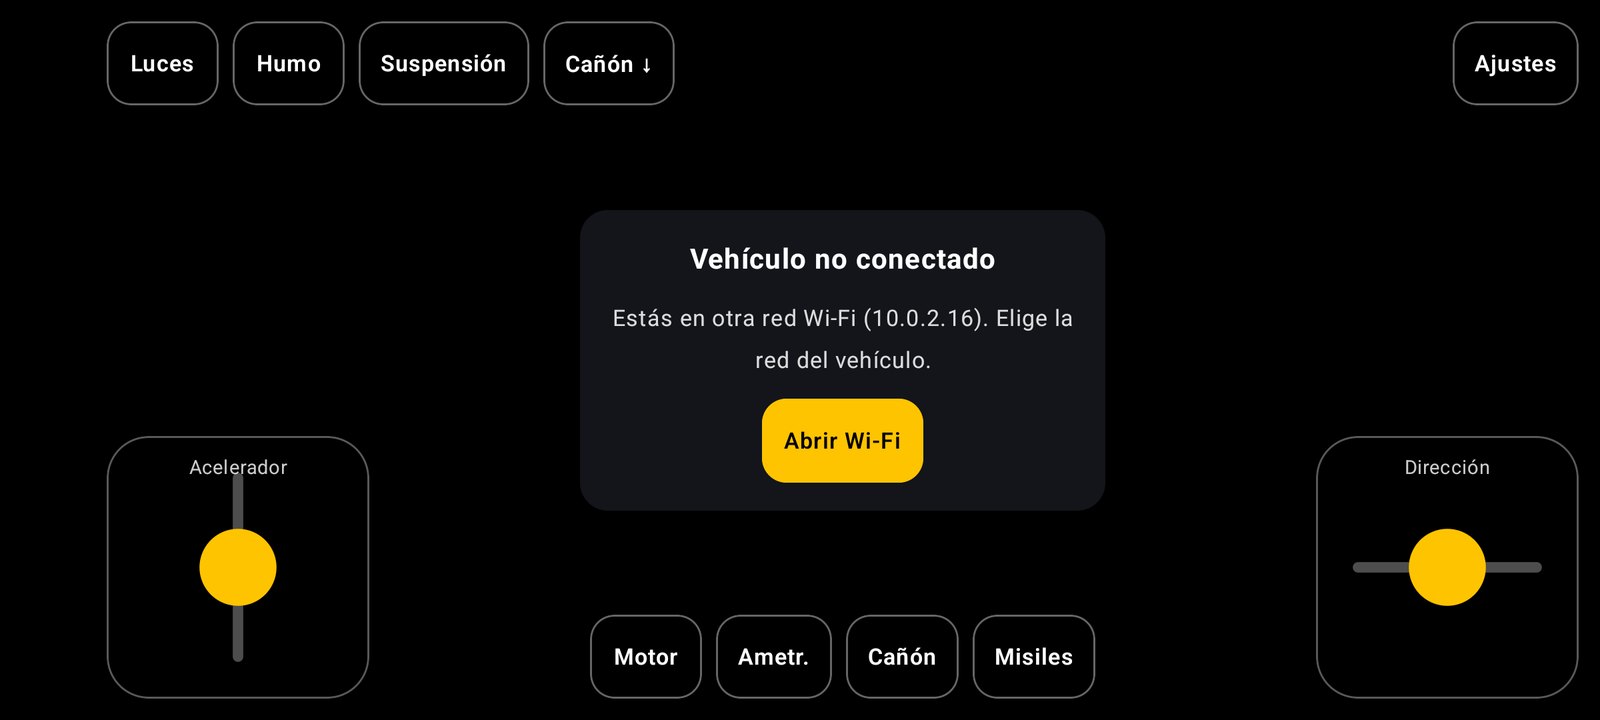 Luces
Humo
Suspensión
Cañón ↓
Ajustes
Vehículo no conectado
Estás en otra red Wi-Fi (10.0.2.16). Elige la
red del vehículo.
Abrir Wi-Fi
Acelerador
Dirección
Motor
Ametr.
Cañón
Misiles